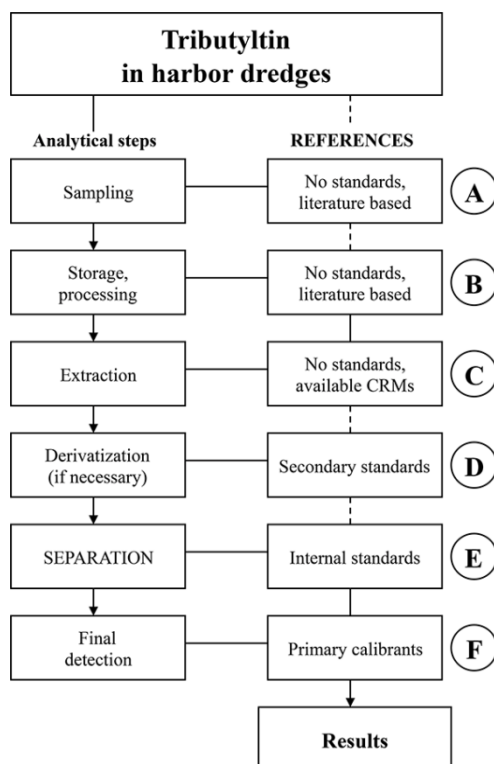 Tributyltin
in harbor dredges
Analytical steps
REFERENCES
Sampling
No standards,
literature based
A
Storage,
processing
No standards,
literature based
B
Extraction
No standards,
available CRMs
C
Derivatization
(if necessary)
Secondary standards
D
SEPARATION
Internal standards
E
Final
detection
Primary calibrants
F
Results